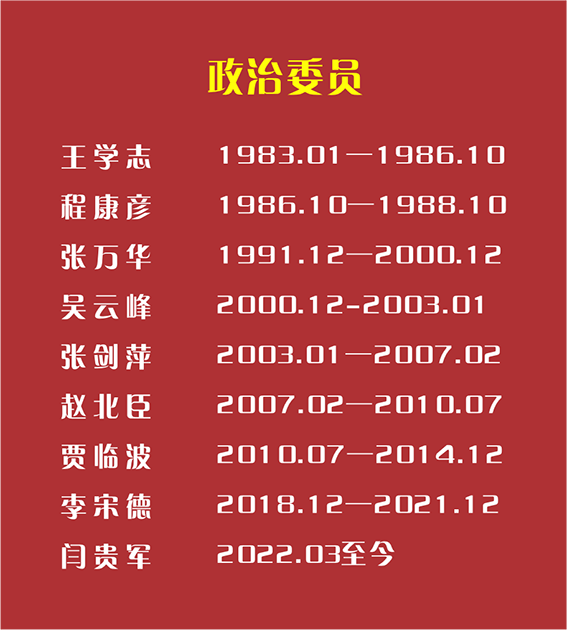 政治委员
王学志 1983.01—1986.10
程康彦 1986.10—1988.10
张万华 1991.12—2000.12
吴云峰 2000.12-2003.01
张剑萍 2003.01—2007.02
赵北臣 2007.02—2010.07
贾临波 2010.07—2014.12
李宋德 2018.12—2021.12
闫贵军 2022.03至今